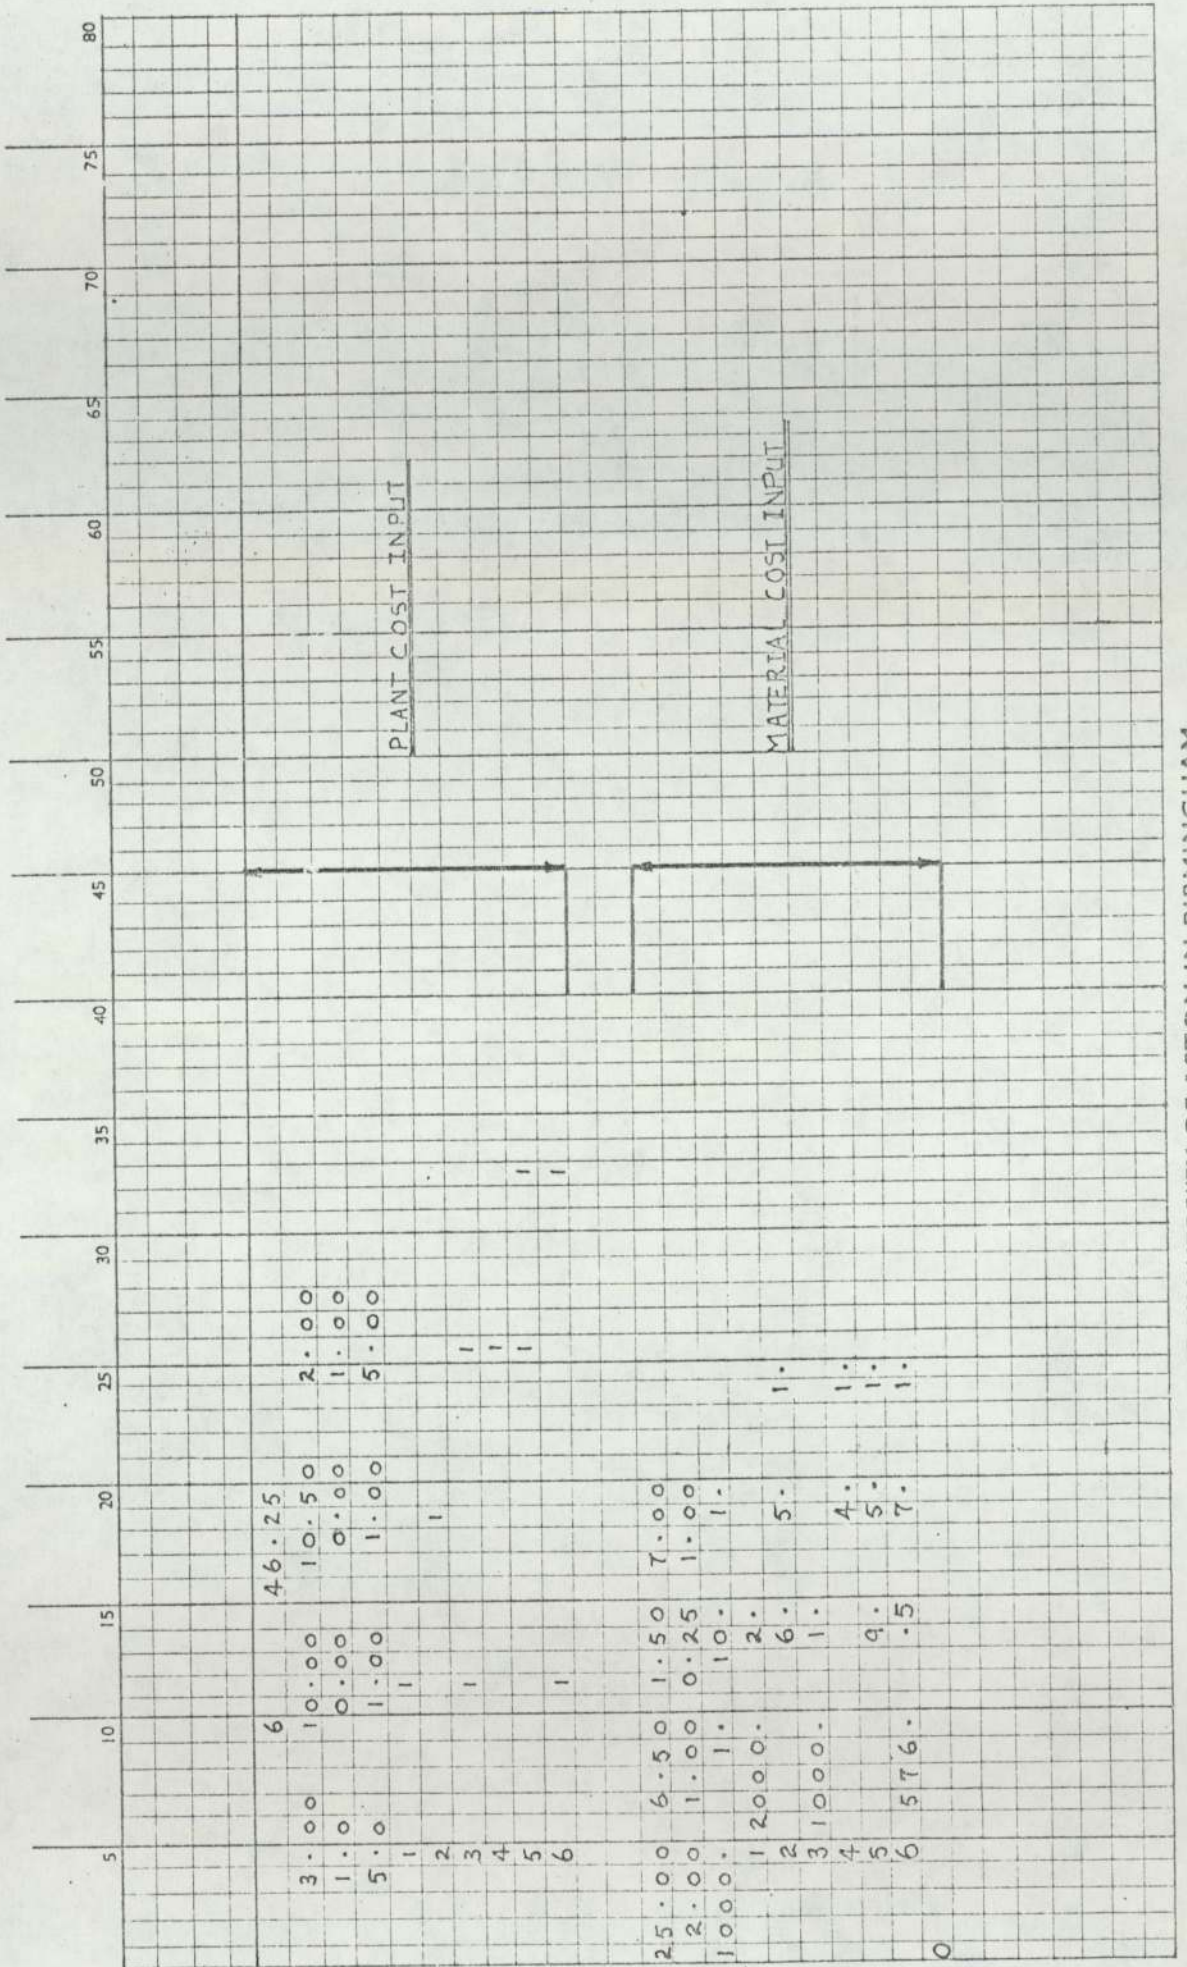 5 10 15 20 25 30 35 40 45 50 55 60 65 70 75 80
6 46.25
3.00 10.00 10.50 2.00
1.0 0.00 0.00 1.00
5.0 1.00 1.00 5.00
1 1
2 1
3 1 1
4 1
5 1 1
6 1 1
PLANT COST INPUT
25.00 6.50 1.50 7.00
2.00 1.00 0.25 1.00
1000. 1. 10. 1.
1 2000. 2.
2 6. 5. 1.
3 1000. 1.
4 4. 1.
5 9. 5. 1.
6 576. .5 7. 1.
0
MATERIAL COST INPUT